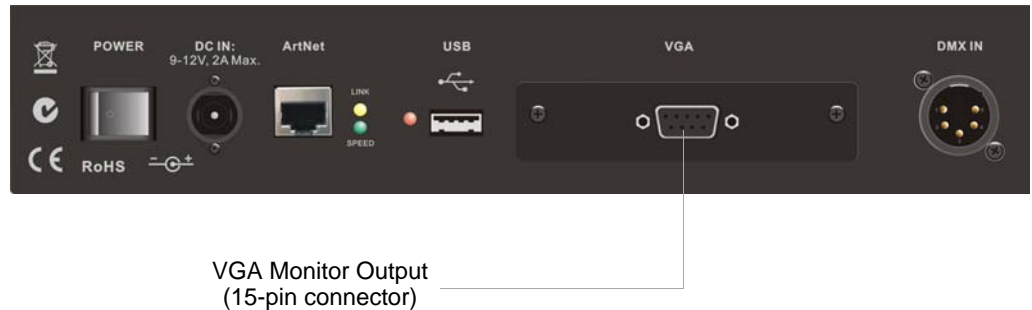 POWER
DC IN:
9-12V, 2A Max.
ArtNet
LINK
SPEED
USB
VGA
DMX IN
CE
RoHS
- +
VGA Monitor Output
(15-pin connector)